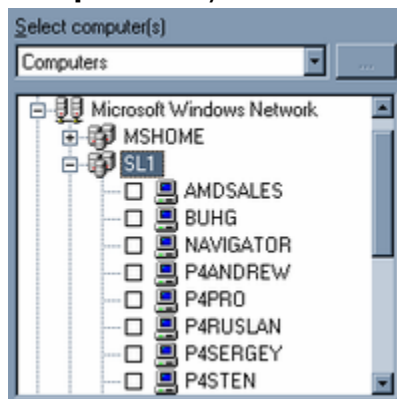 Select computer(s)
Computers
...
Microsoft Windows Network
MSHOME
SL1
AMDSALES
BUHG
NAVIGATOR
P4ANDREW
P4PRO
P4RUSLAN
P4SERGEY
P4STEN